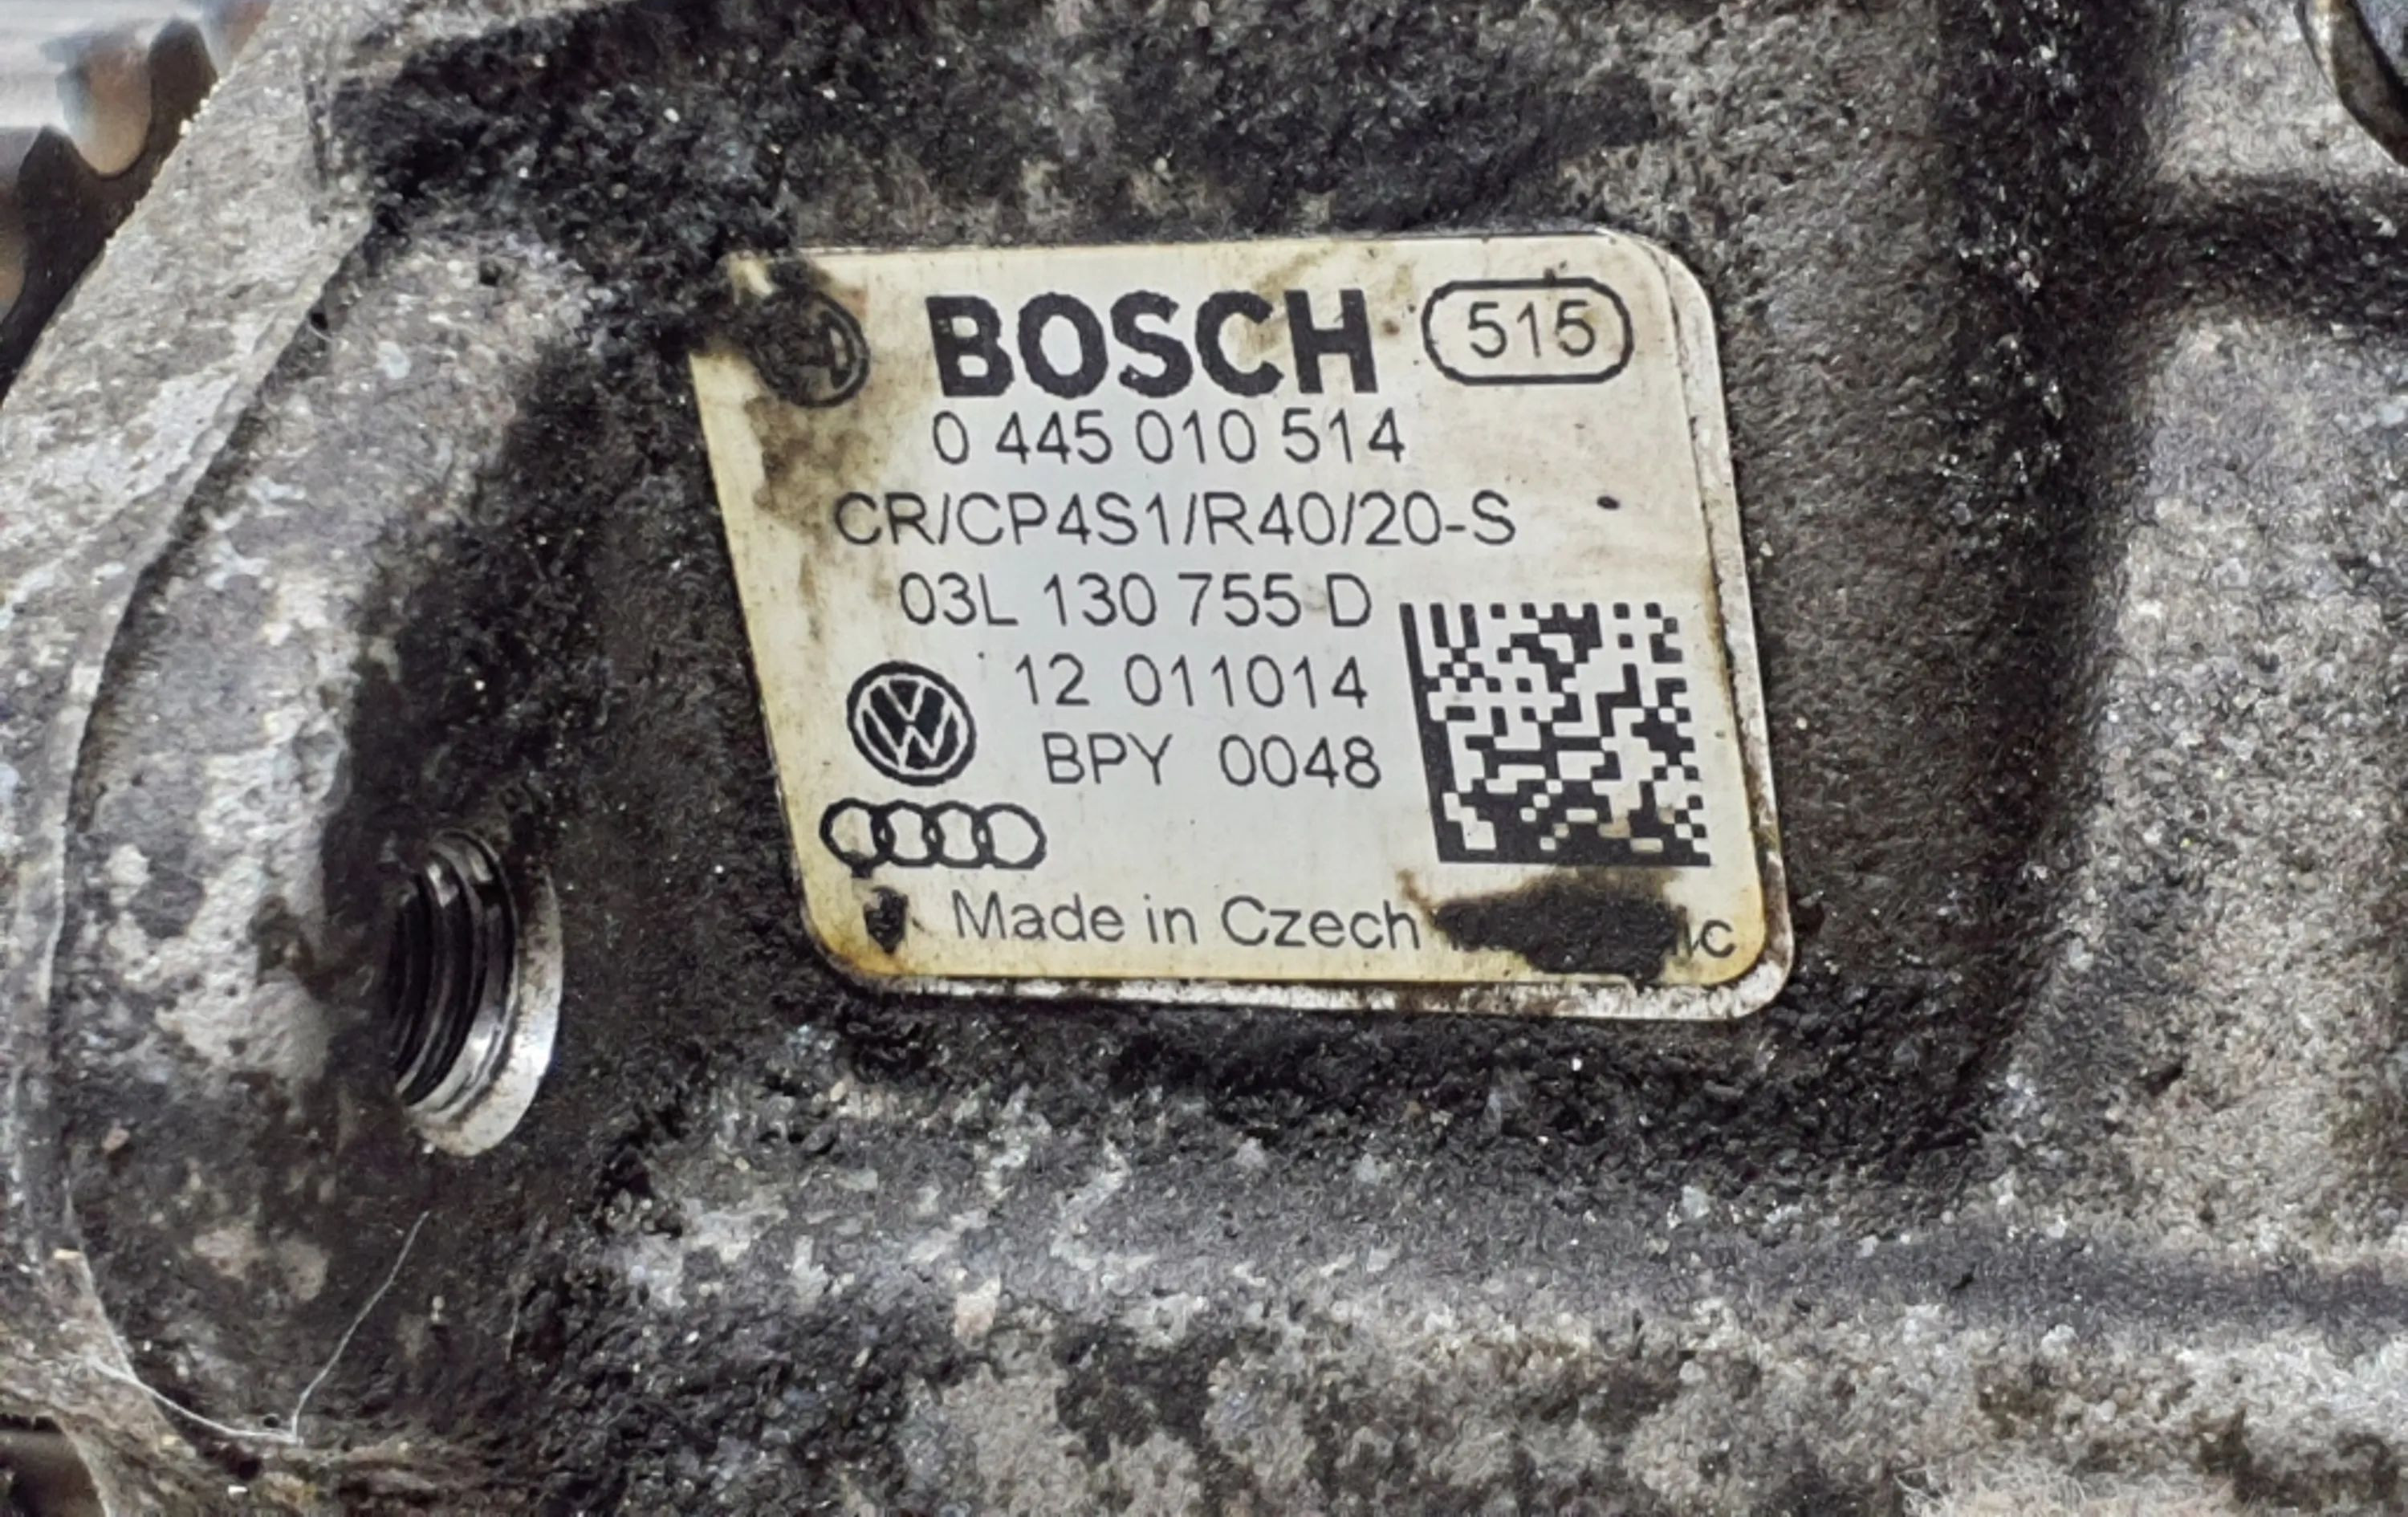 BOSCH 515
0 445 010 514
CR/CP4S1/R40/20-S
03L 130 755 D
12 011014
BPY 0048
Made in Czech